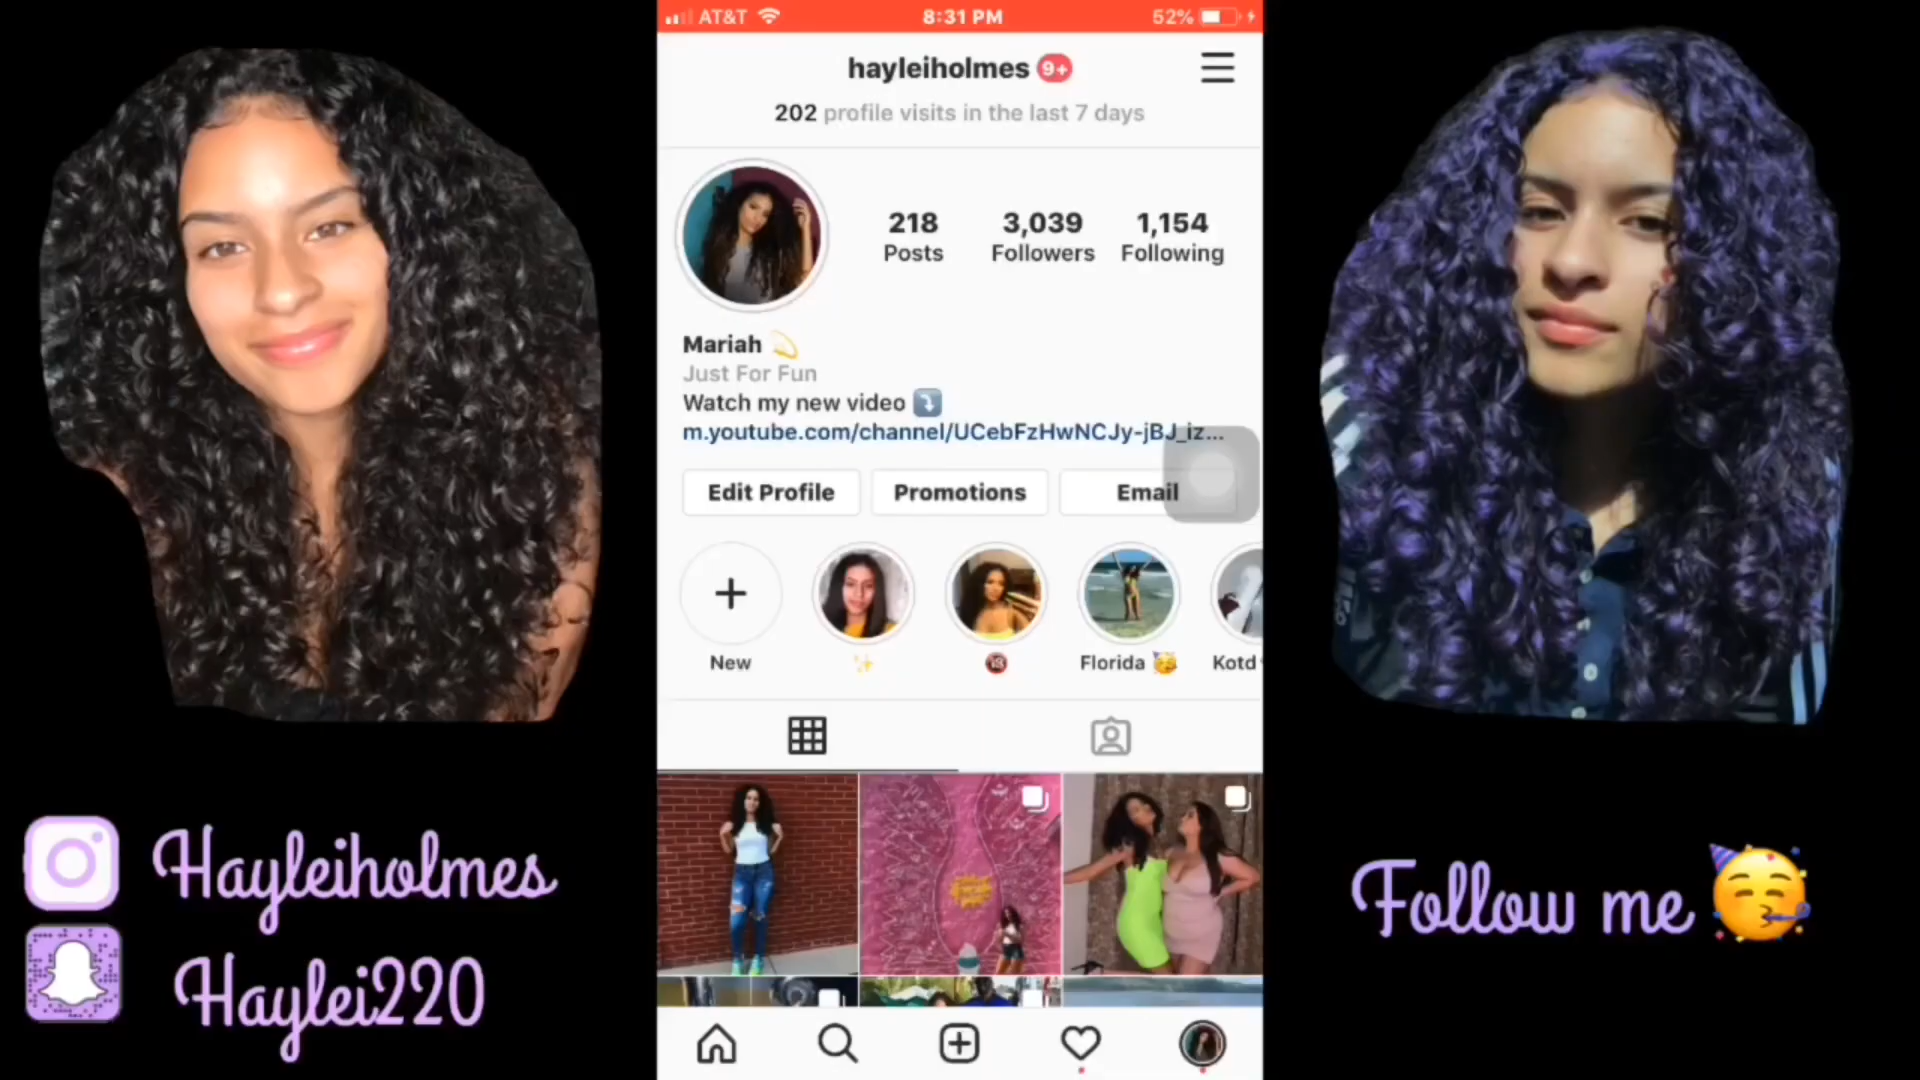 AT&T 8:31 PM 52%
hayleiholmes 9+
202 profile visits in the last 7 days
218 3,039 1,154
Posts Followers Following
Mariah 💫
Just For Fun
Watch my new video ⤵️
m.youtube.com/channel/UCebFzHwNCJy-jBJ_iz...
Edit Profile Promotions Email
New ✨ 🔞 Florida 🥳 Kotd
Hayleiholmes
Haylei220
Follow me 🥳